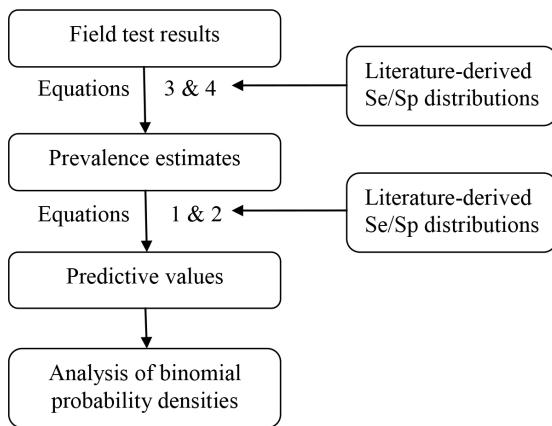 Field test results
Equations 3 & 4
Literature-derived
Se/Sp distributions
Prevalence estimates
Equations 1 & 2
Literature-derived
Se/Sp distributions
Predictive values
Analysis of binomial
probability densities